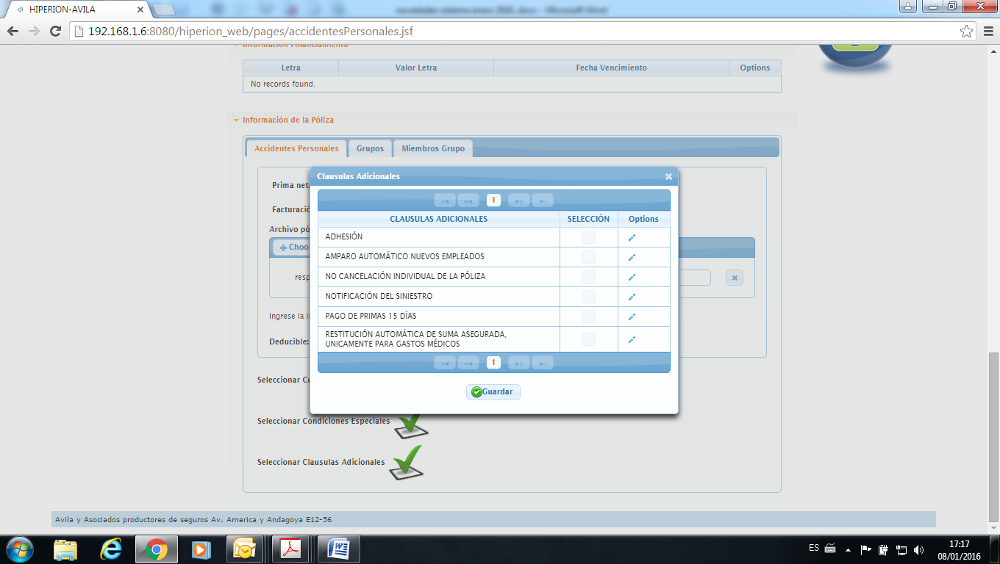 HIPERION-AVILA
novedades sistema enero 2016 .docx - Microsoft Word
192.168.1.6:8080/hiperion_web/pages/accidentesPersonales.jsf
Información Financiamiento
Letra Valor Letra Fecha Vencimiento Options
No records found.
Información de la Póliza
Accidentes Personales Grupos Miembros Grupo
Clausulas Adicionales
Prima net
1
Facturació
CLAUSULAS ADICIONALES SELECCIÓN Options
Archivo pó
ADHESIÓN
Choo
AMPARO AUTOMÁTICO NUEVOS EMPLEADOS
resp
NO CANCELACIÓN INDIVIDUAL DE LA PÓLIZA
NOTIFICACIÓN DEL SINIESTRO
Ingrese la i
PAGO DE PRIMAS 15 DÍAS
Deducible:
RESTITUCIÓN AUTOMÁTICA DE SUMA ASEGURADA,
UNICAMENTE PARA GASTOS MÉDICOS
1
Seleccionar C
Guardar
Seleccionar Condiciones Especiales
Seleccionar Clausulas Adicionales
Avila y Asociados productores de seguros Av. America y Andagoya E12-56
ES
17:17
08/01/2016